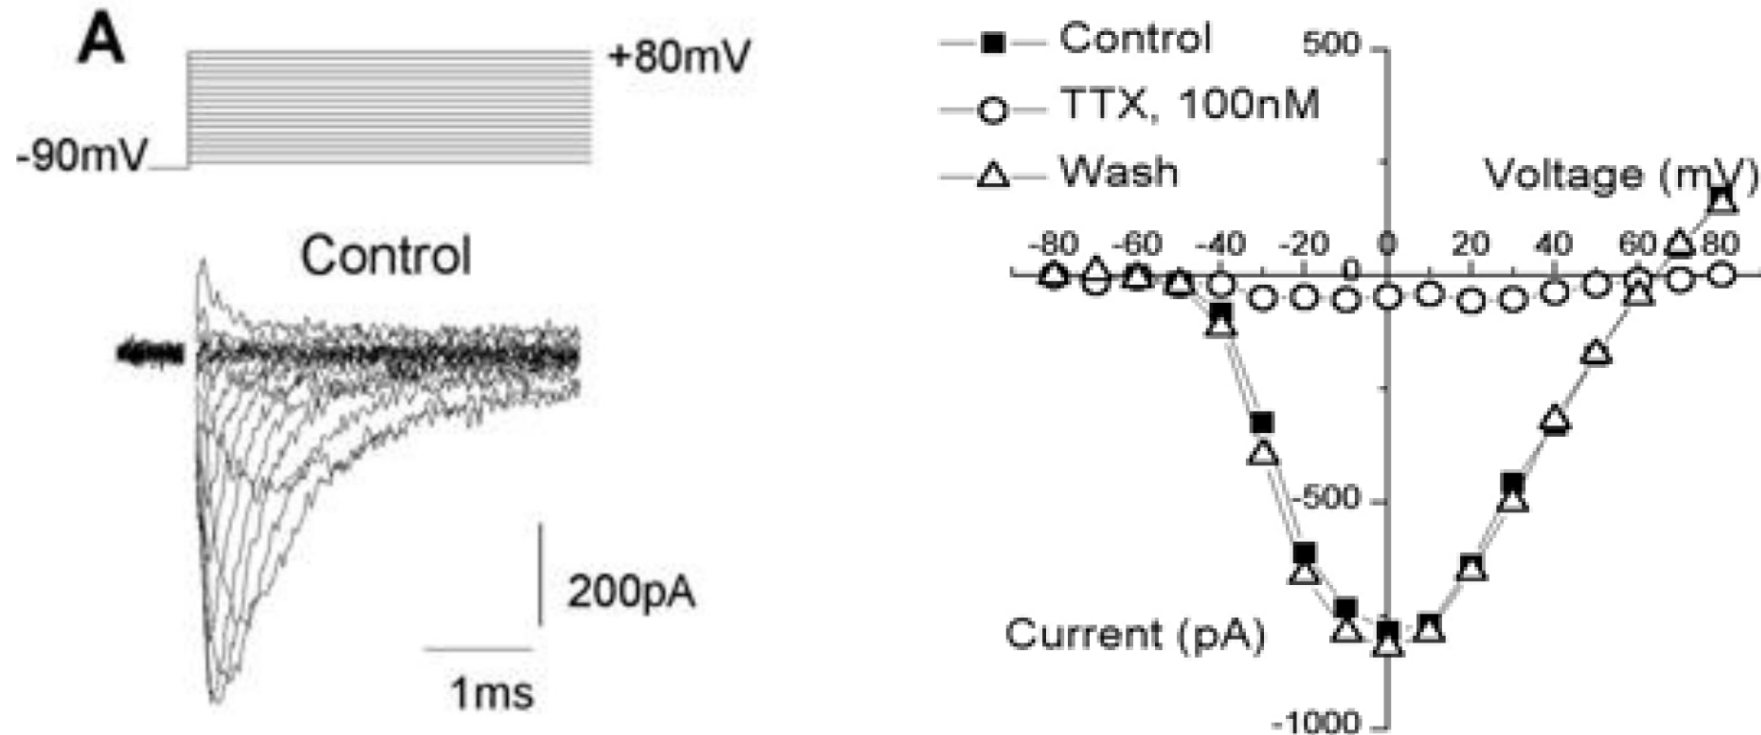 A
+80mV
-90mV
Control
200pA
1ms
Control
TTX, 100nM
Wash
500
Voltage (mV)
-80 -60 -40 -20 0 20 40 60 80
0
-500
Current (pA)
-1000